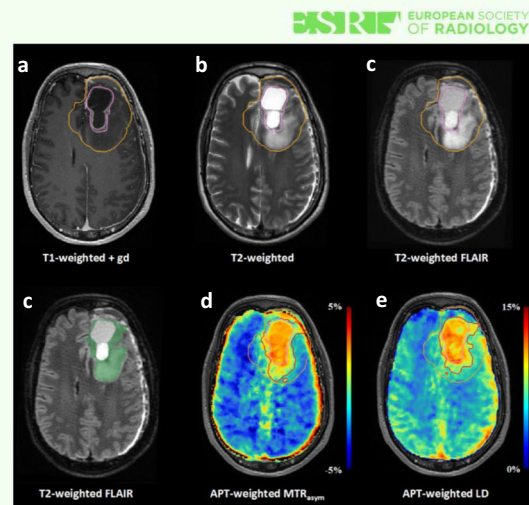 ESR EUROPEAN SOCIETY
OF RADIOLOGY
a
b
c
T1-weighted + gd
T2-weighted
T2-weighted FLAIR
c
d
e
5%
15%
-5%
0%
T2-weighted FLAIR
APT-weighted MTRasym
APT-weighted LD